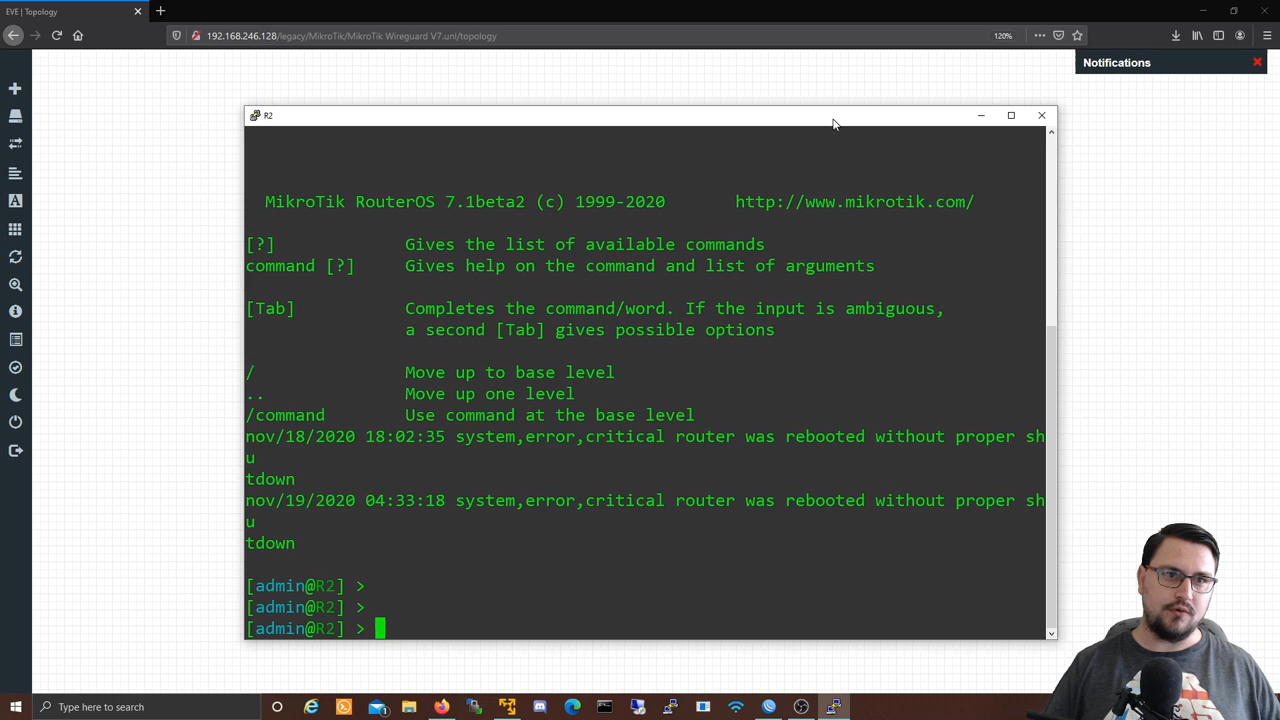 EVE | Topology
192.168.246.128/legacy/MikroTik/MikroTik Wireguard V7.unl/topology
120%
Notifications
R2
MikroTik RouterOS 7.1beta2 (c) 1999-2020 http://www.mikrotik.com/
[?] Gives the list of available commands
command [?] Gives help on the command and list of arguments
[Tab] Completes the command/word. If the input is ambiguous,
a second [Tab] gives possible options
/ Move up to base level
.. Move up one level
/command Use command at the base level
nov/18/2020 18:02:35 system,error,critical router was rebooted without proper sh
u
tdown
nov/19/2020 04:33:18 system,error,critical router was rebooted without proper sh
u
tdown
[admin@R2] >
[admin@R2] >
[admin@R2] >
Type here to search